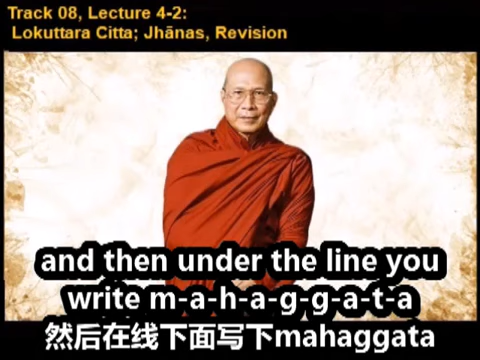 Track 08, Lecture 4-2:
Lokuttara Citta; Jhānas, Revision
and then under the line you
write m-a-h-a-g-g-a-t-a
然后在线下面写下mahaggata